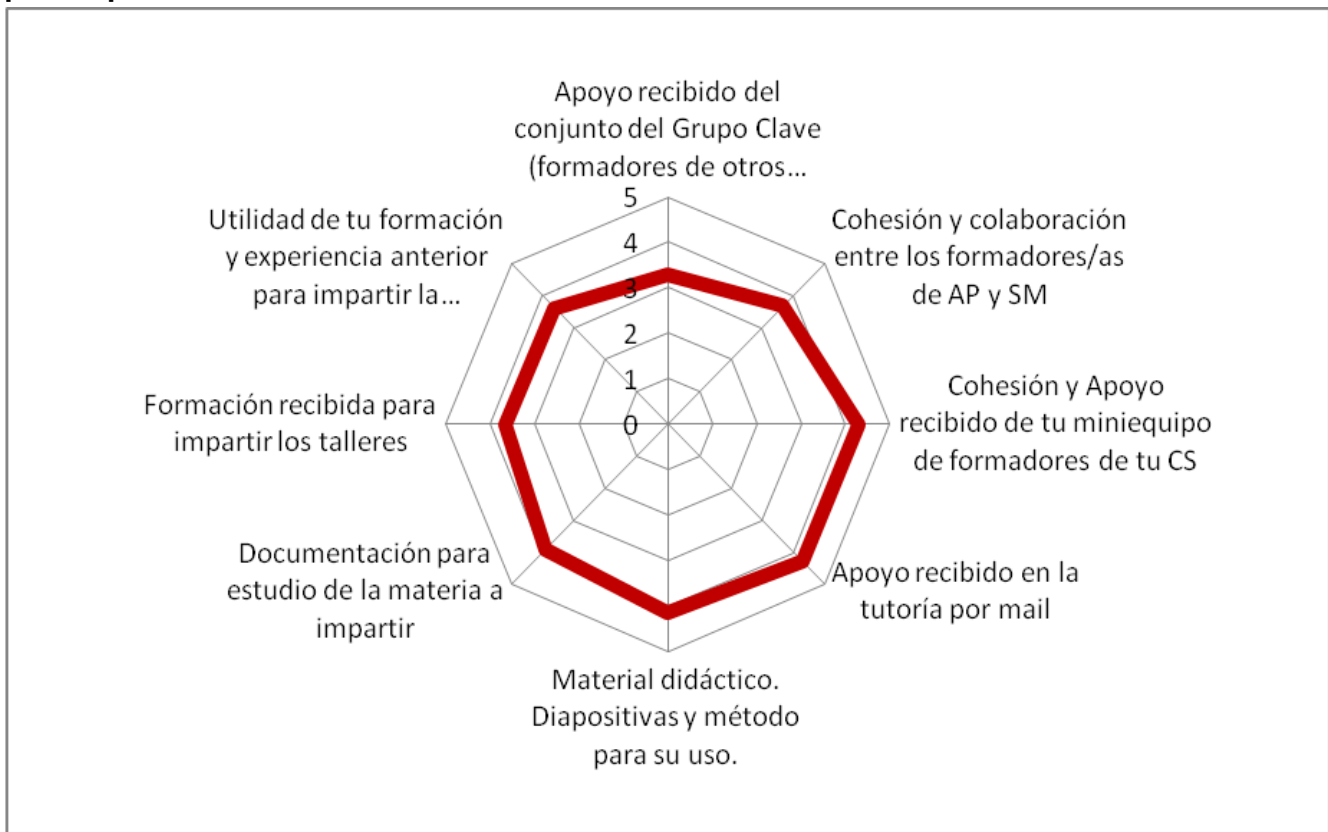 Apoyo recibido del
conjunto del Grupo Clave
(formadores de otros...
5
4
3
2
1
0
Cohesión y colaboración
entre los formadores/as
de AP y SM
Cohesión y Apoyo
recibido de tu miniequipo
de formadores de tu CS
Apoyo recibido en la
tutoría por mail
Material didáctico.
Diapositivas y método
para su uso.
Documentación para
estudio de la materia a
impartir
Formación recibida para
impartir los talleres
Utilidad de tu formación
y experiencia anterior
para impartir la...